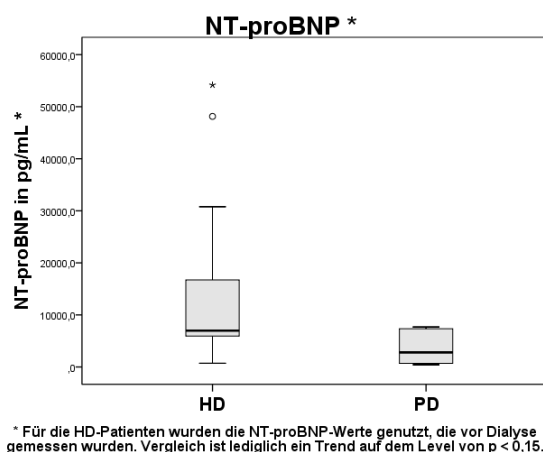 NT-proBNP *
60000,0
50000,0
40000,0
30000,0
20000,0
10000,0
,0
NT-proBNP in pg/mL *
*
HD
PD
* Für die HD-Patienten wurden die NT-proBNP-Werte genutzt, die vor Dialyse
gemessen wurden. Vergleich ist lediglich ein Trend auf dem Level von p < 0,15.